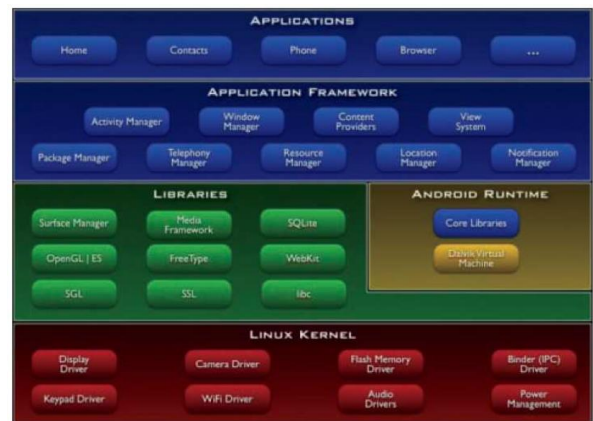 APPLICATIONS
Home
Contacts
Phone
Browser
...
APPLICATION FRAMEWORK
Activity Manager
Window
Manager
Content
Providers
View
System
Package Manager
Telephony
Manager
Resource
Manager
Location
Manager
Notification
Manager
LIBRARIES
Surface Manager
Media
Framework
SQLite
OpenGL | ES
FreeType
WebKit
SGL
SSL
libc
ANDROID RUNTIME
Core Libraries
Dalvik Virtual
Machine
LINUX KERNEL
Display
Driver
Camera Driver
Flash Memory
Driver
Binder (IPC)
Driver
Keypad Driver
WiFi Driver
Audio
Drivers
Power
Management